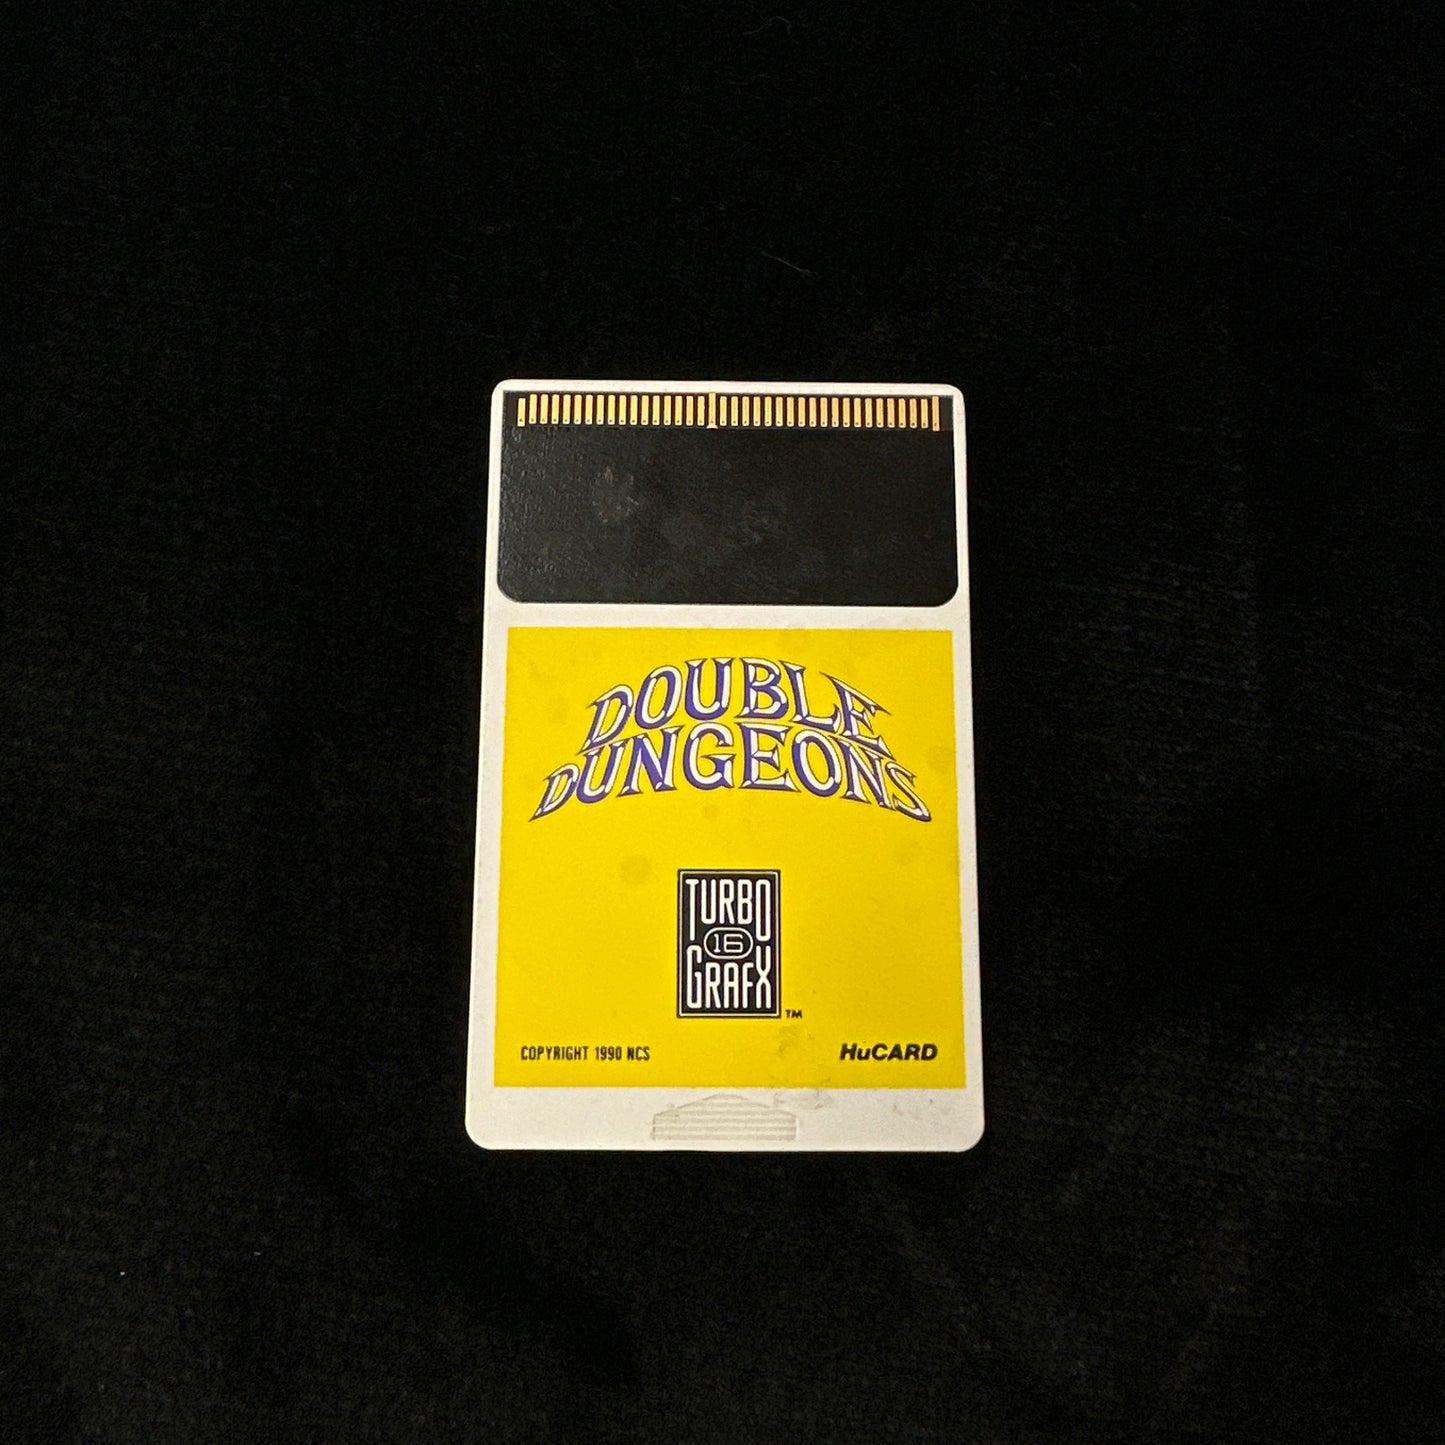 DOUBLE
DUNGEONS
TURBO
16
GRAFX
TM
COPYRIGHT 1990 NCS
HuCARD